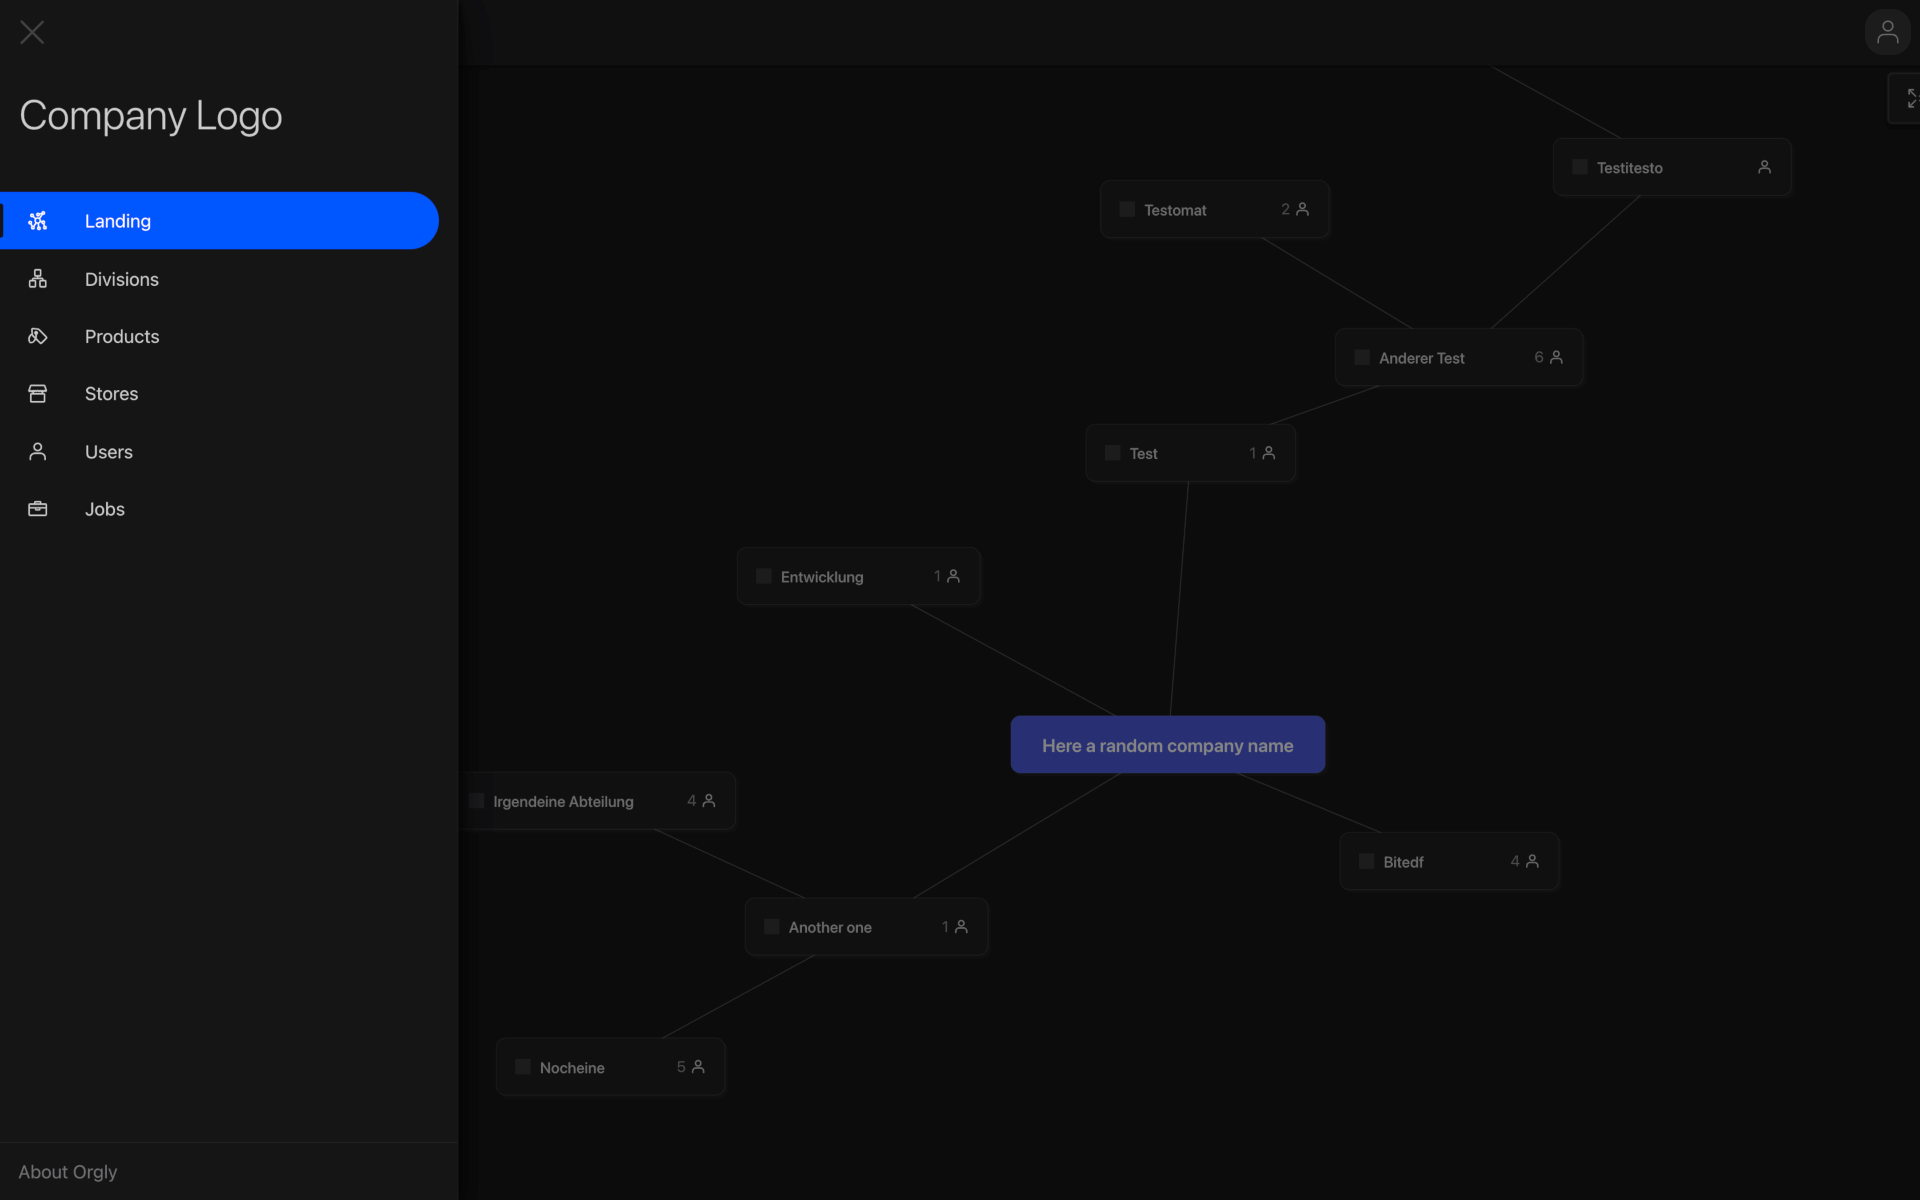 Company Logo
Landing
Divisions
Products
Stores
Users
Jobs
About Orgly
Testitesto
Testomat 2
Anderer Test 6
Test 1
Entwicklung 1
Here a random company name
Irgendeine Abteilung 4
Bitedf 4
Another one 1
Nocheine 5